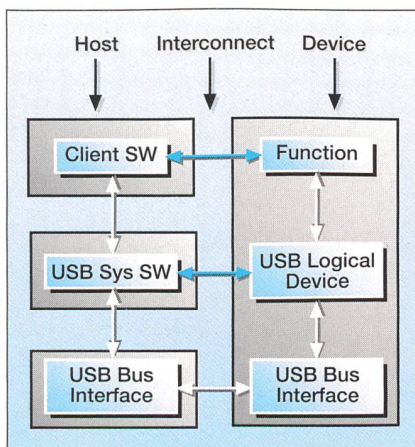 Host Interconnect Device
Client SW Function
USB Sys SW USB Logical
Device
USB Bus
Interface
USB Bus
Interface